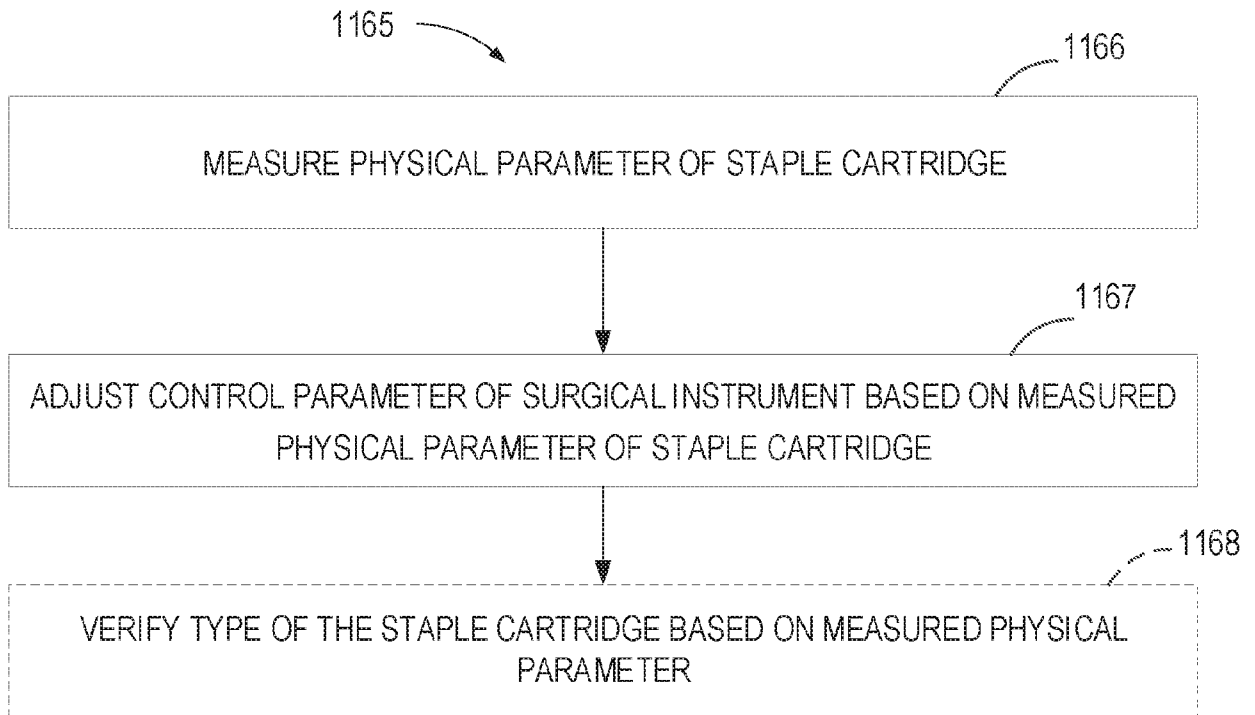 1165
1166
MEASURE PHYSICAL PARAMETER OF STAPLE CARTRIDGE
1167
ADJUST CONTROL PARAMETER OF SURGICAL INSTRUMENT BASED ON MEASURED
PHYSICAL PARAMETER OF STAPLE CARTRIDGE
1168
VERIFY TYPE OF THE STAPLE CARTRIDGE BASED ON MEASURED PHYSICAL
PARAMETER